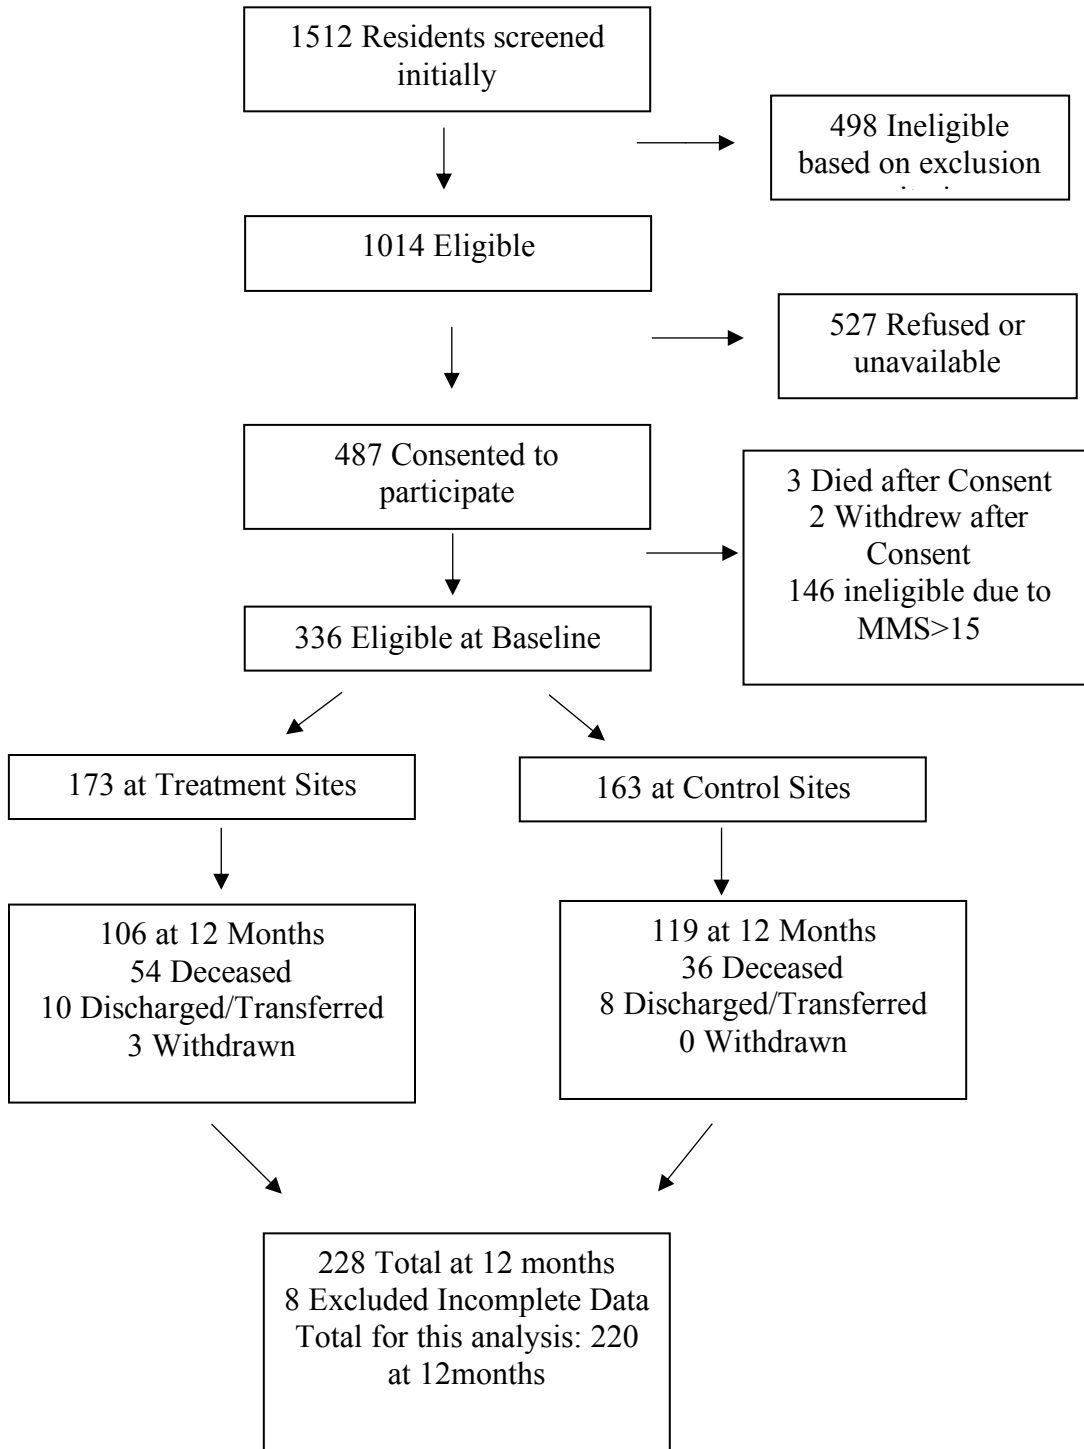 1512 Residents screened
initially
498 Ineligible
based on exclusion
1014 Eligible
527 Refused or
unavailable
487 Consented to
participate
3 Died after Consent
2 Withdrew after
Consent
146 ineligible due to
MMS>15
336 Eligible at Baseline
173 at Treatment Sites
163 at Control Sites
106 at 12 Months
54 Deceased
10 Discharged/Transferred
3 Withdrawn
119 at 12 Months
36 Deceased
8 Discharged/Transferred
0 Withdrawn
228 Total at 12 months
8 Excluded Incomplete Data
Total for this analysis: 220
at 12months